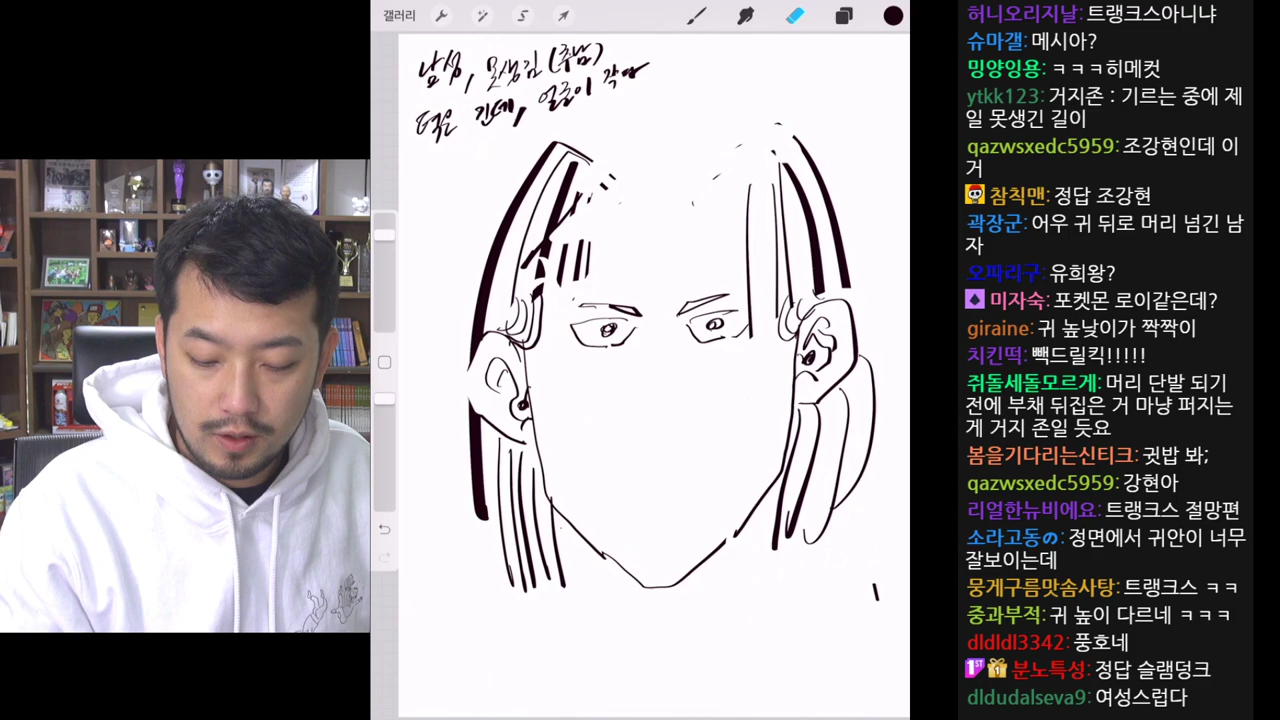 갤러리
남성, 못생김 (추남)
턱은 긴데, 얼굴이 각짐
허니오리지날: 트랭크스아니냐
슈마갤: 메시아?
밍양잉용: ㅋㅋㅋ히메컷
ytkk123: 거지존 : 기르는 중에 제
일 못생긴 길이
qazwsxedc5959: 조강현인데 이
거
참칙맨: 정답 조강현
곽장군: 어우 귀 뒤로 머리 넘긴 남
자
오파리구: 유희왕?
미자숙: 포켓몬 로이같은데?
giraine: 귀 높낮이가 짝짝이
치킨떡: 빽드릴킥!!!!!
쥐돌세돌모르게: 머리 단발 되기
전에 부채 뒤집은 거 마냥 퍼지는
게 거지 존일 듯요
봄을기다리는신티크: 귓밥 봐;
qazwsxedc5959: 강현아
리얼한뉴비에요: 트랭크스 절망편
소라고동の: 정면에서 귀안이 너무
잘보이는데
뭉게구름맛솜사탕: 트랭크스 ㅋㅋ
중과부적: 귀 높이 다르네 ㅋㅋㅋ
dldldl3342: 풍호네
1ST 1 분노특성: 정답 슬램덩크
dldudalseva9: 여성스럽다